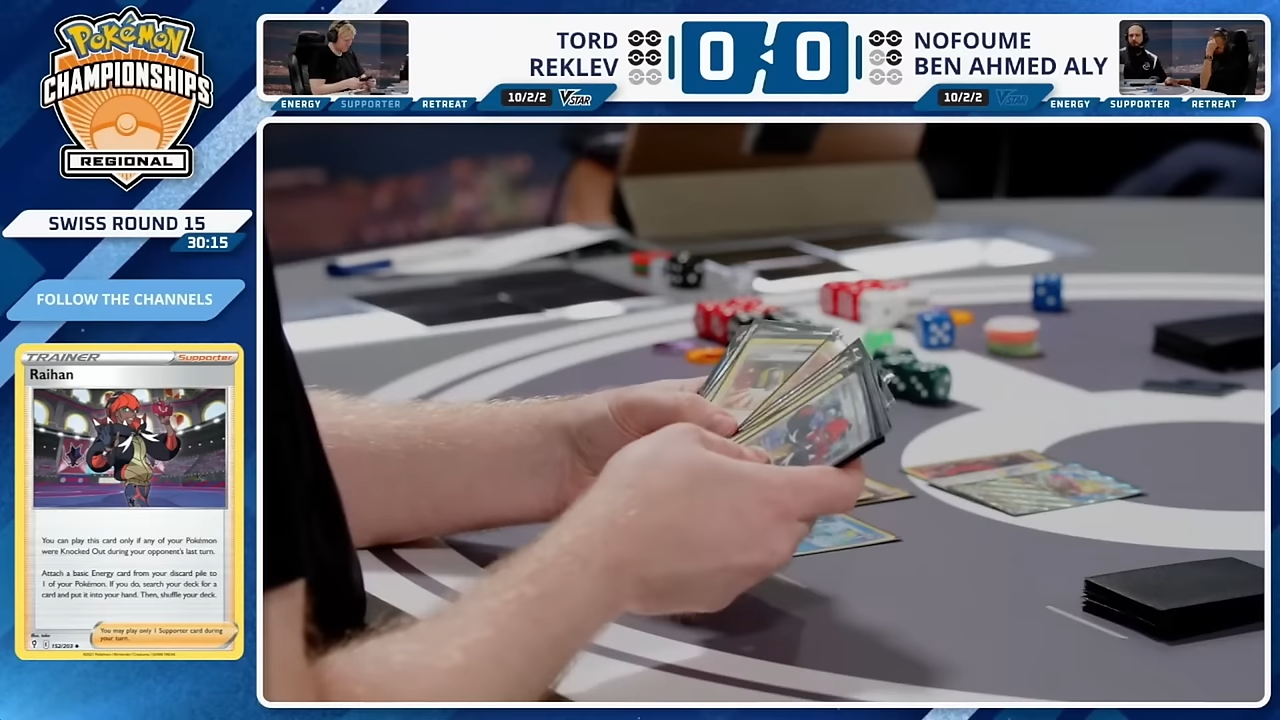 Pokémon
CHAMPIONSHIPS
REGIONAL
SWISS ROUND 15
30:15
FOLLOW THE CHANNELS
TRAINER
Supporter
Raihan
You can play this card only if any of your Pokémon
were Knocked Out during your opponent's last turn.
Attach a basic Energy card from your discard pile to
1 of your Pokémon. If you do, search your deck for a
card and put it into your hand. Then, shuffle your deck.
You may play only 1 Supporter card during
your turn.
152/203
TORD
REKLEV
0
0
NOFOUME
BEN AHMED ALY
ENERGY
SUPPORTER
RETREAT
10/2/2
VSTAR
10/2/2
VSTAR
ENERGY
SUPPORTER
RETREAT